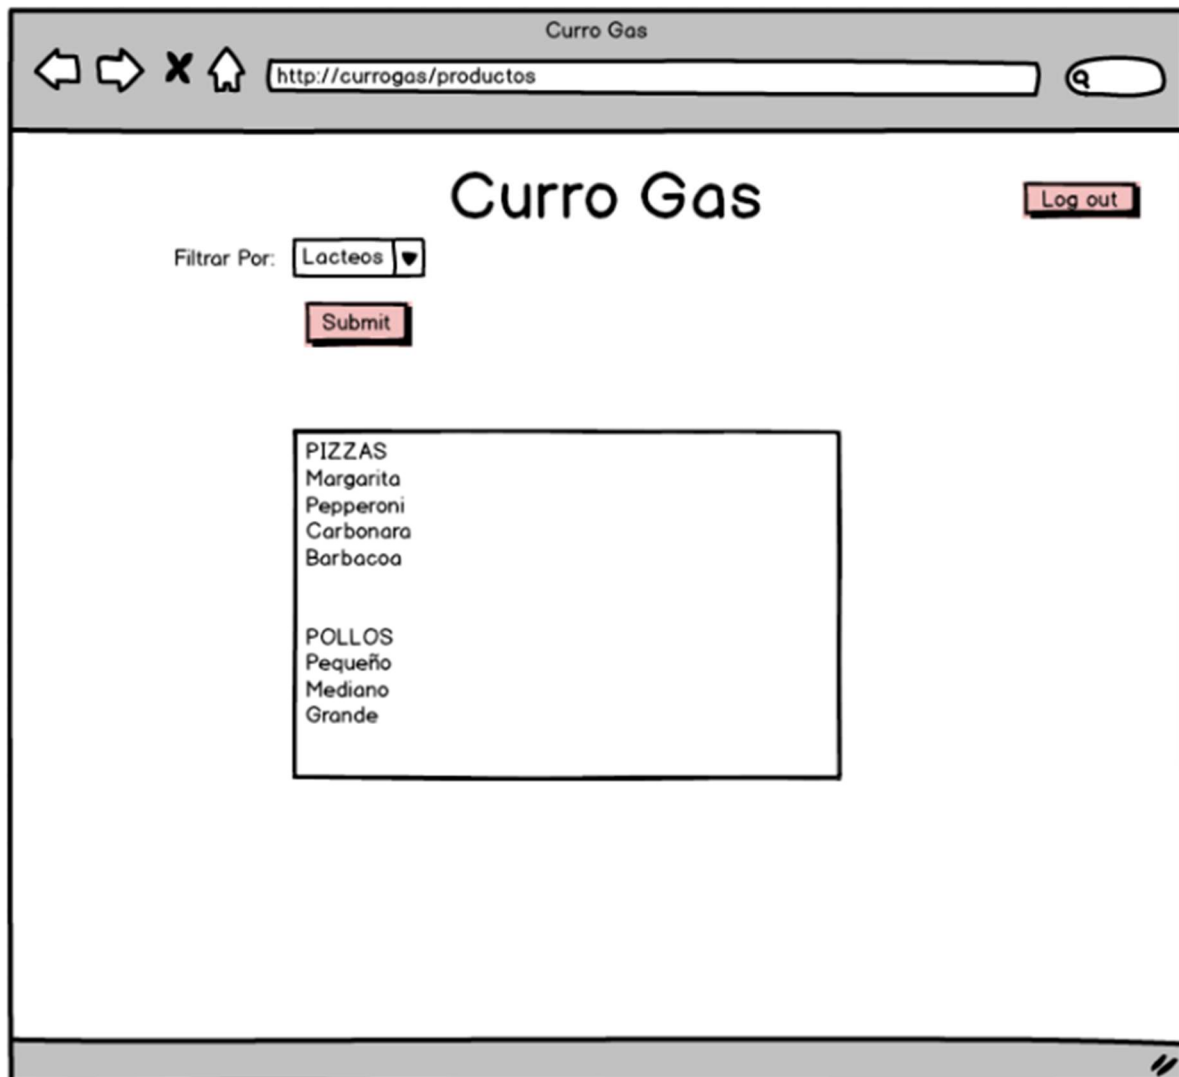 Curro Gas
http://currogas/productos
Curro Gas
Log out
Filtrar Por: Lacteos
Submit
PIZZAS
Margarita
Pepperoni
Carbonara
Barbacoa
POLLOS
Pequeño
Mediano
Grande